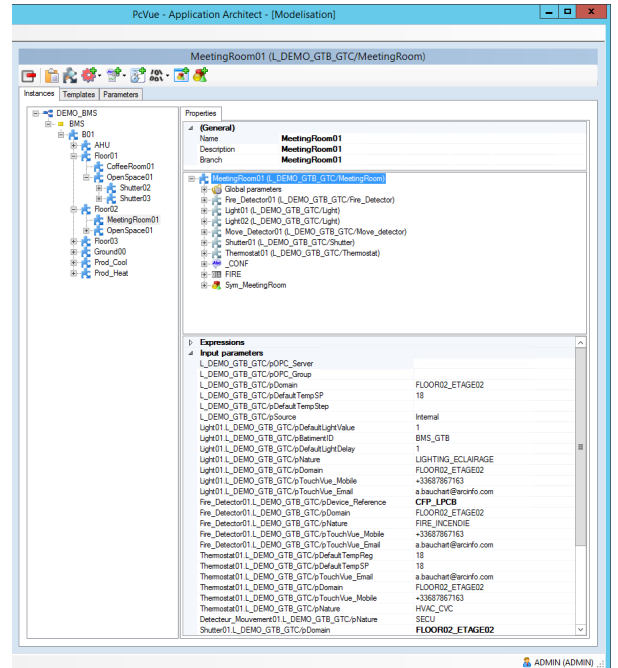 PcVue - Application Architect - [Modelisation]
MeetingRoom01 (L_DEMO_GTB_GTC/MeetingRoom)
Instances Templates Parameters
DEMO_BMS
BMS
B01
AHU
Floor01
CoffeeRoom01
OpenSpace01
Shutter02
Shutter03
Floor02
MeetingRoom01
OpenSpace01
Floor03
Ground00
Prod_Cool
Prod_Heat
Properties
(General)
Name MeetingRoom01
Description MeetingRoom01
Branch MeetingRoom01
MeetingRoom01 (L_DEMO_GTB_GTC/MeetingRoom)
Global parameters
Fire_Detector01 (L_DEMO_GTB_GTC/Fire_Detector)
Light01 (L_DEMO_GTB_GTC/Light)
Light02 (L_DEMO_GTB_GTC/Light)
Move_Detector01 (L_DEMO_GTB_GTC/Move_detector)
Shutter01 (L_DEMO_GTB_GTC/Shutter)
Thermostat01 (L_DEMO_GTB_GTC/Thermostat)
_CONF
FIRE
Sym_MeetingRoom
Expressions
Input parameters
L_DEMO_GTB_GTC/pOPC_Server
L_DEMO_GTB_GTC/pOPC_Group
L_DEMO_GTB_GTC/pDomain FLOOR02_ETAGE02
L_DEMO_GTB_GTC/pDefaultTempSP 18
L_DEMO_GTB_GTC/pDefaultTempStep
L_DEMO_GTB_GTC/pSource Internal
Light01.L_DEMO_GTB_GTC/pDefaultLightValue 1
Light01.L_DEMO_GTB_GTC/pBatimentID BMS_GTB
Light01.L_DEMO_GTB_GTC/pDefaultLightDelay 1
Light01.L_DEMO_GTB_GTC/pNature LIGHTING_ECLAIRAGE
Light01.L_DEMO_GTB_GTC/pDomain FLOOR02_ETAGE02
Light01.L_DEMO_GTB_GTC/pTouchVue_Mobile +33687867163
Light01.L_DEMO_GTB_GTC/pTouchVue_Email a.bauchart@arcinfo.com
Fire_Detector01.L_DEMO_GTB_GTC/pDevice_Reference CFP_LPCB
Fire_Detector01.L_DEMO_GTB_GTC/pDomain FLOOR02_ETAGE02
Fire_Detector01.L_DEMO_GTB_GTC/pNature FIRE_INCENDIE
Fire_Detector01.L_DEMO_GTB_GTC/pTouchVue_Mobile +33687867163
Fire_Detector01.L_DEMO_GTB_GTC/pTouchVue_Email a.bauchart@arcinfo.com
Thermostat01.L_DEMO_GTB_GTC/pDefaultTempReg 18
Thermostat01.L_DEMO_GTB_GTC/pDefaultTempSP 18
Thermostat01.L_DEMO_GTB_GTC/pTouchVue_Email a.bauchart@arcinfo.com
Thermostat01.L_DEMO_GTB_GTC/pDomain FLOOR02_ETAGE02
Thermostat01.L_DEMO_GTB_GTC/pTouchVue_Mobile +33687867163
Thermostat01.L_DEMO_GTB_GTC/pNature HVAC_CVC
Detecteur_Mouvement01.L_DEMO_GTB_GTC/pNature SECU
Shutter01.L_DEMO_GTB_GTC/pDomain FLOOR02_ETAGE02
ADMIN (ADMIN)